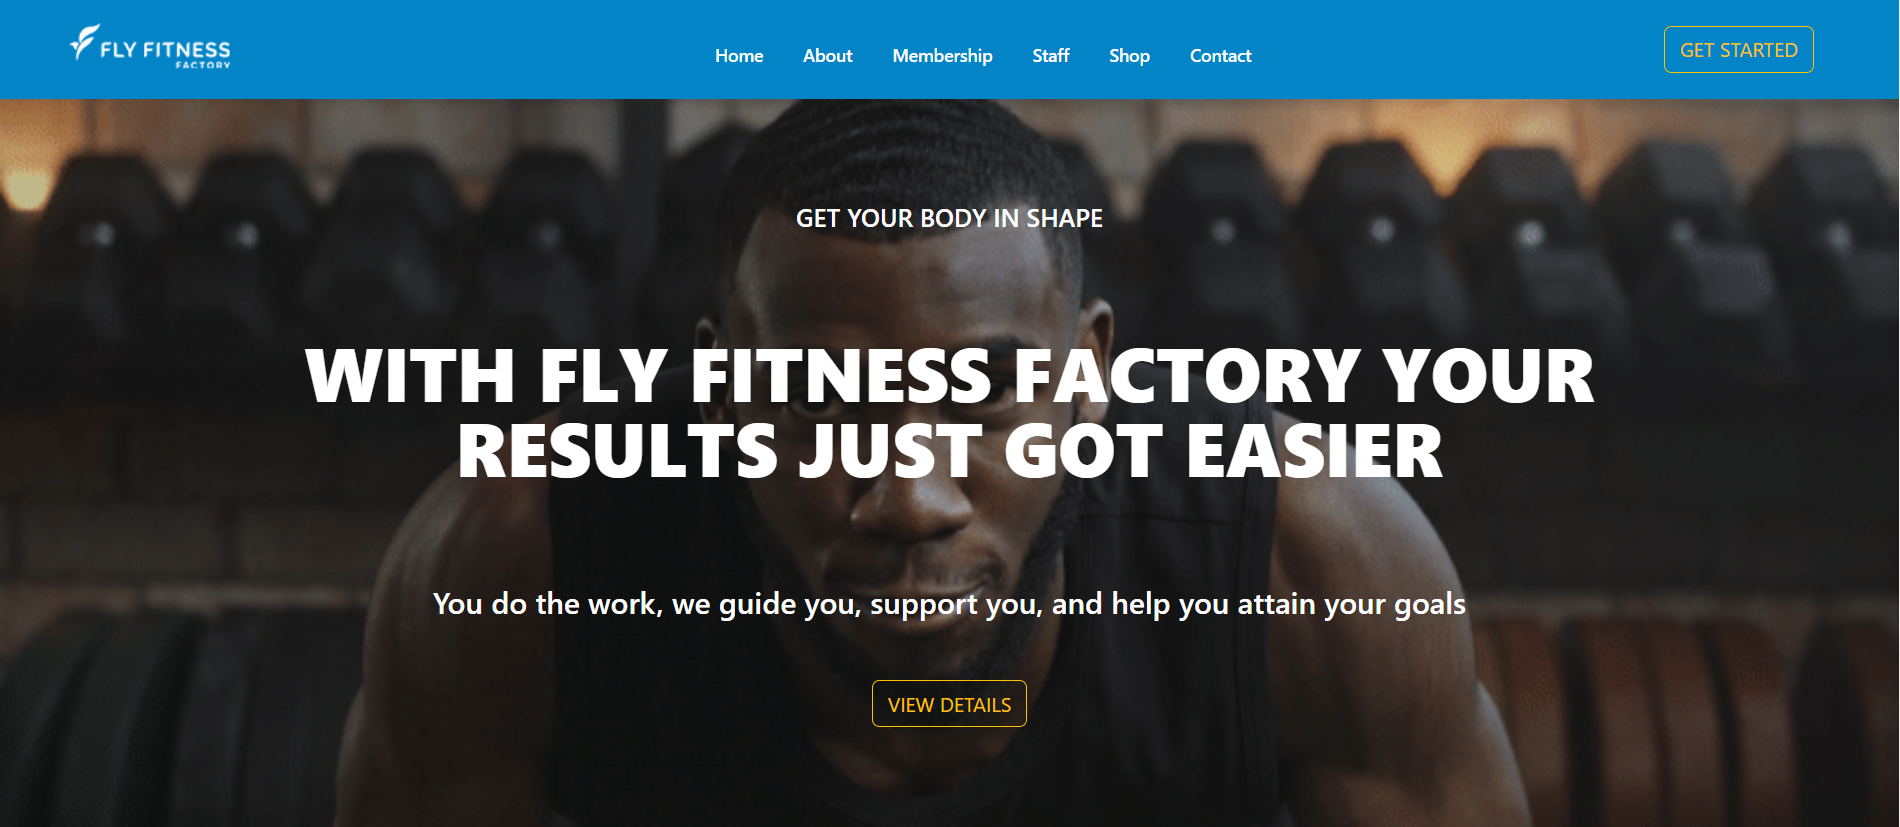 FLY FITNESS
FACTORY
Home About Membership Staff Shop Contact
GET STARTED
GET YOUR BODY IN SHAPE
WITH FLY FITNESS FACTORY YOUR
RESULTS JUST GOT EASIER
You do the work, we guide you, support you, and help you attain your goals
VIEW DETAILS